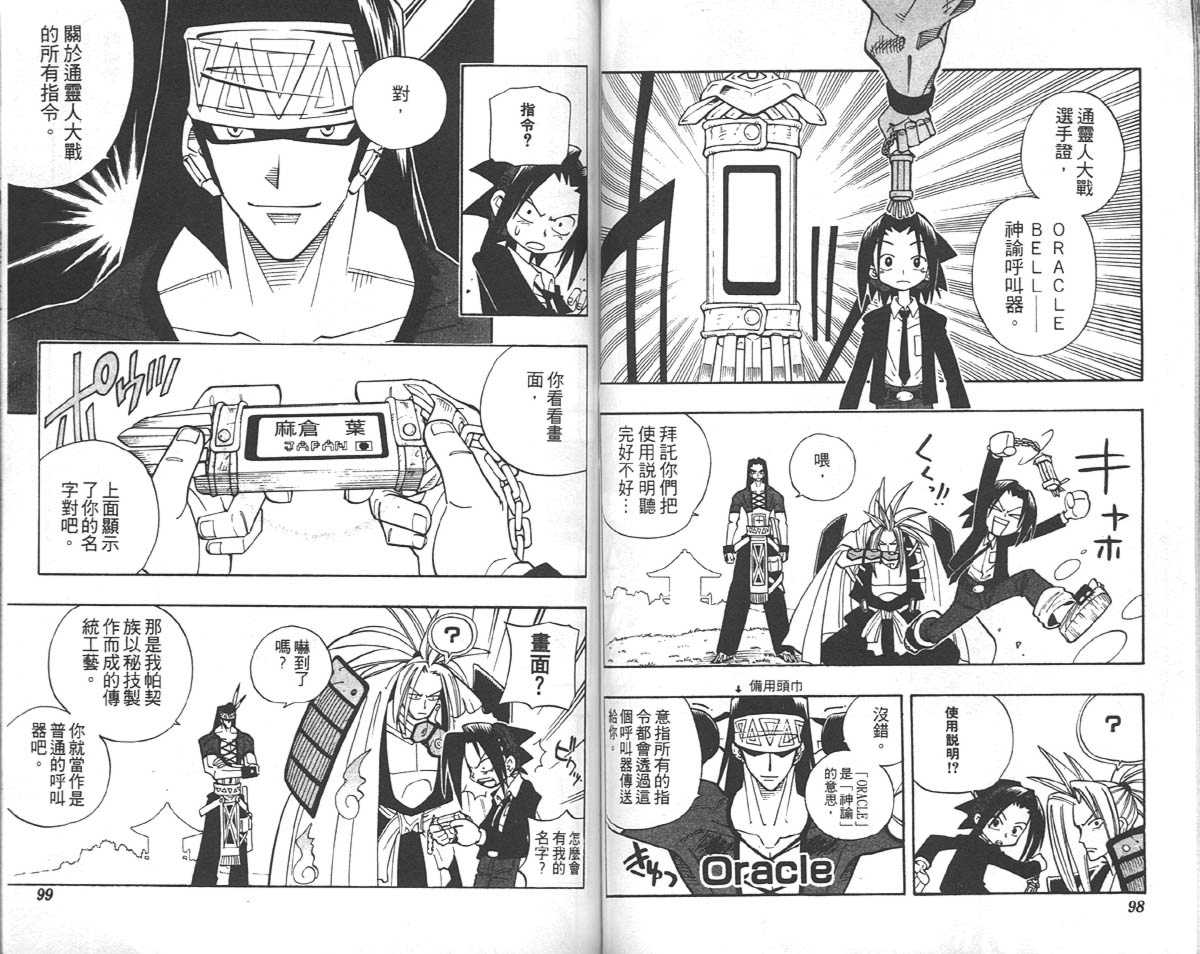 通靈人大戰
選手證，
ORACLE
BELL——
神諭呼叫器。
キャホ
くくっ!!
喂，
拜託你們把
使用說明聽
完好不好…
？
使用說明!?
↓ 備用頭巾
沒錯。
「ORACLE」
是「神諭」
的意思，
意指所有的指
令都會透過這
個呼叫器傳送
給你。
Oracle
きゅっ
98
指令？
對，
關於通靈人大戰
的所有指令。
你看看畫
面，
ポウッ
麻倉 葉
JAPAN
上面顯示
了你的名
字對吧。
畫面？
？
怎麼會
有我的
名字？
嚇到了
嗎？
那是我帕契
族以秘技製
作而成的傳
統工藝。
你就當作是
普通的呼叫
器吧。
99